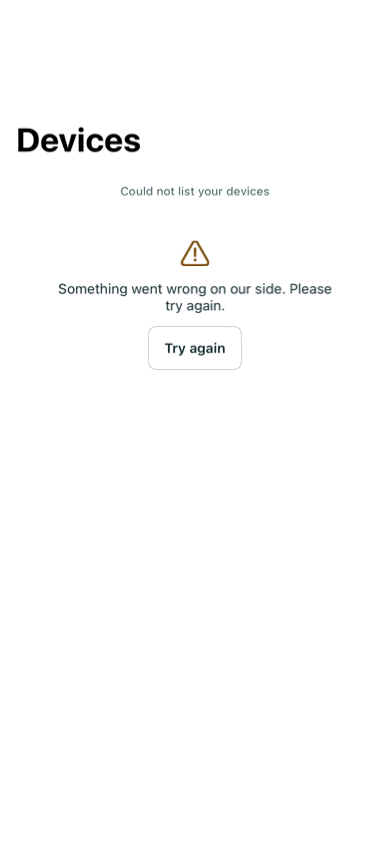 Devices
Could not list your devices
Something went wrong on our side. Please
try again.
Try again